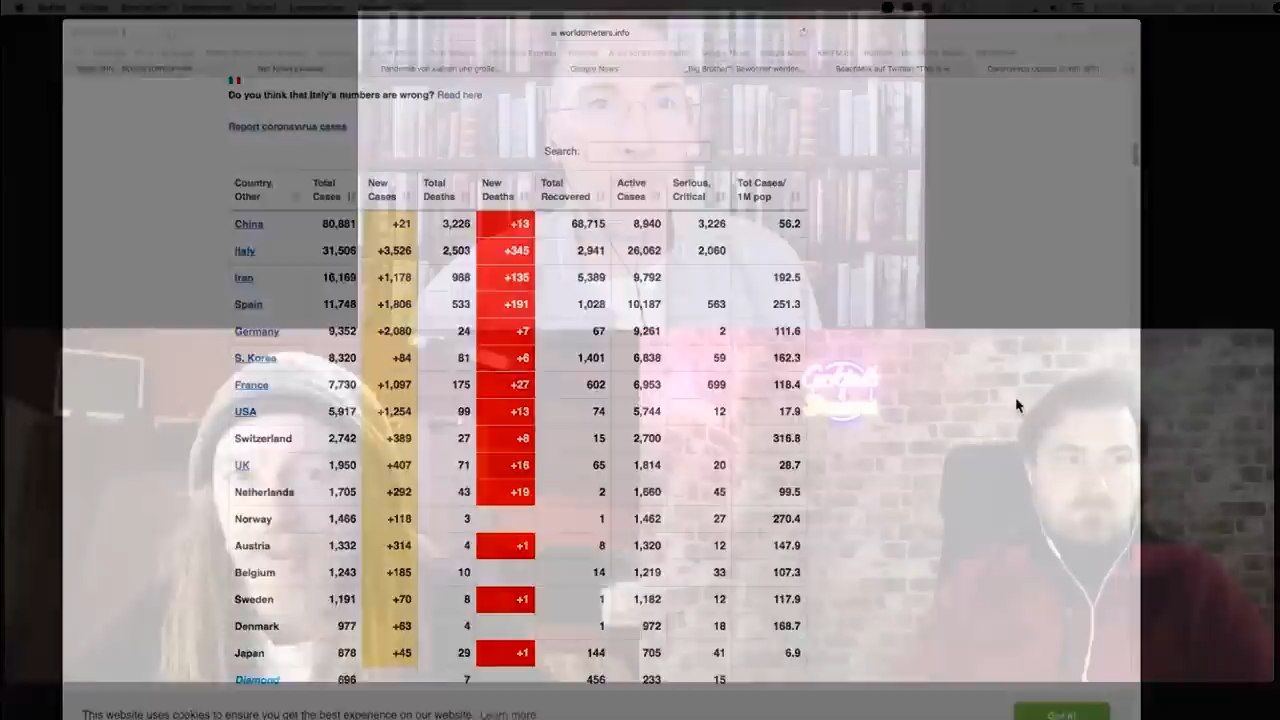 worldometers.info
Pandemie von Italien und große... Google News „Big Brother“: Bewohner werden...
Do you think that Italy's numbers are wrong? Read here
Report coronavirus cases
Search:
Country, Other Total Cases New Cases Total Deaths New Deaths Total Recovered Active Cases Serious, Critical Tot Cases/ 1M pop
China 80,881 +21 3,226 +13 68,715 8,940 3,226 56.2
Italy 31,506 +3,526 2,503 +345 2,941 26,062 2,060
Iran 16,169 +1,178 988 +135 5,389 9,792 192.5
Spain 11,748 +1,806 533 +191 1,028 10,187 563 251.3
Germany 9,352 +2,080 24 +7 67 9,261 2 111.6
S. Korea 8,320 +84 81 +6 1,401 6,838 59 162.3
France 7,730 +1,097 175 +27 602 6,953 699 118.4
USA 5,917 +1,254 99 +13 74 5,744 12 17.9
Switzerland 2,742 +389 27 +8 15 2,700 316.8
UK 1,950 +407 71 +16 65 1,814 20 28.7
Netherlands 1,705 +292 43 +19 2 1,660 45 99.5
Norway 1,466 +118 3 1 1,462 27 270.4
Austria 1,332 +314 4 +1 8 1,320 12 147.9
Belgium 1,243 +185 10 14 1,219 33 107.3
Sweden 1,191 +70 8 +1 1 1,182 12 117.9
Denmark 977 +63 4 1 972 18 168.7
Japan 878 +45 29 +1 144 705 41 6.9
Diamond 696 7 456 233 15
This website uses cookies to ensure you get the best experience on our website. Learn more
Got it!